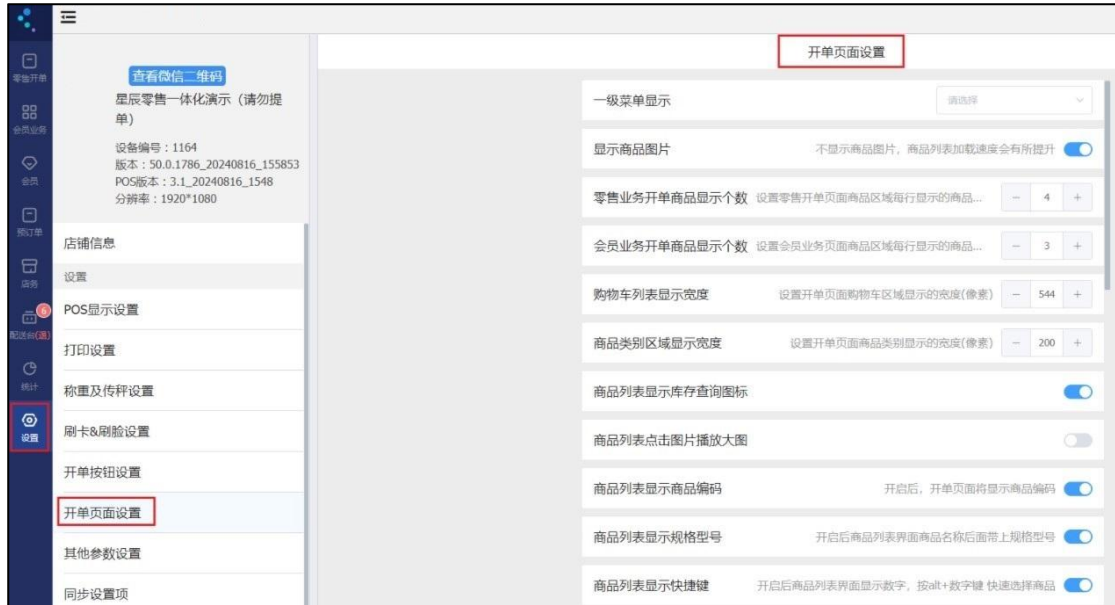 零售开单
会员业务
会员
预订单
店务
6
配送台(退)
统计
设置
查看微信二维码
星辰零售一体化演示（请勿提
单）
设备编号：1164
版本：50.0.1786_20240816_155853
POS版本：3.1_20240816_1548
分辨率：1920*1080
店铺信息
设置
POS显示设置
打印设置
称重及传秤设置
刷卡&刷脸设置
开单按钮设置
开单页面设置
其他参数设置
同步设置项
开单页面设置
一级菜单显示 请选择
显示商品图片 不显示商品图片，商品列表加载速度会有所提升
零售业务开单商品显示个数 设置零售开单页面商品区域每行显示的商品... － 4 +
会员业务开单商品显示个数 设置会员业务页面商品区域每行显示的商品... － 3 +
购物车列表显示宽度 设置开单页面购物车区域显示的宽度(像素) － 544 +
商品类别区域显示宽度 设置开单页面商品类别显示的宽度(像素) － 200 +
商品列表显示库存查询图标
商品列表点击图片播放大图
商品列表显示商品编码 开启后，开单页面将显示商品编码
商品列表显示规格型号 开启后商品列表界面商品名称后面带上规格型号
商品列表显示快捷键 开启后商品列表界面显示数字，按alt+数字键 快速选择商品